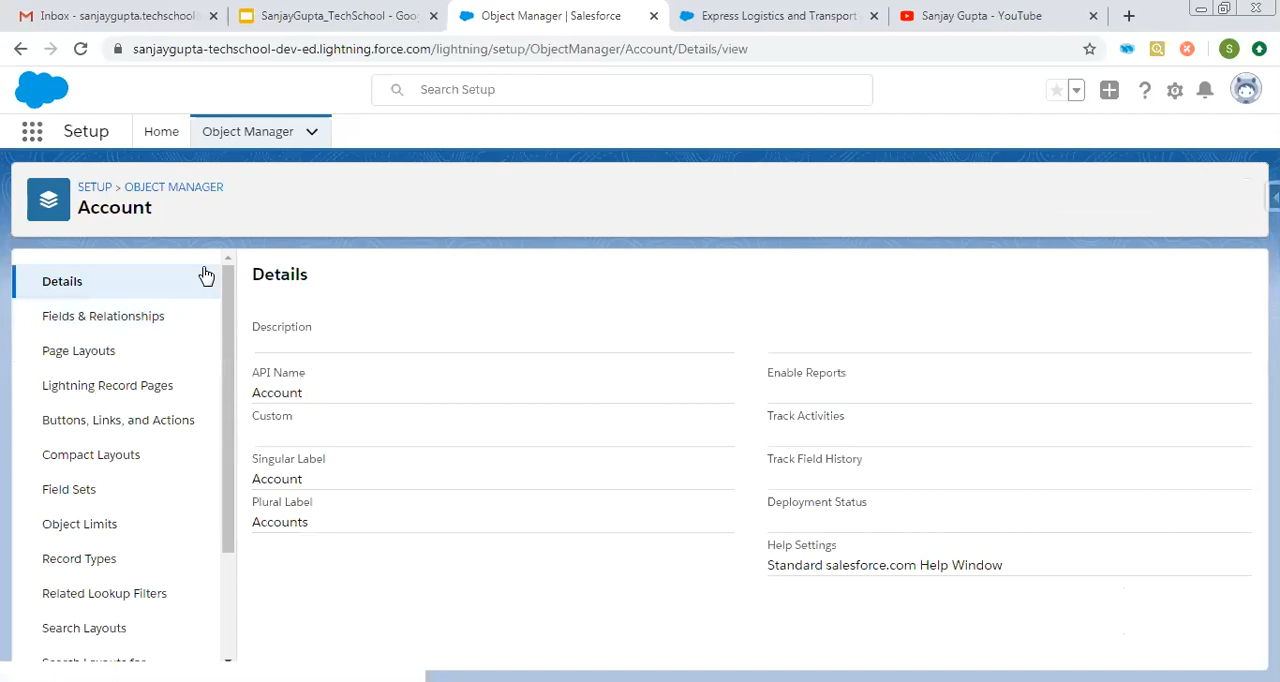 Inbox - sanjaygupta.techschool
SanjayGupta_TechSchool - Goo
Object Manager | Salesforce
Express Logistics and Transport
Sanjay Gupta - YouTube
sanjaygupta-techschool-dev-ed.lightning.force.com/lightning/setup/ObjectManager/Account/Details/view
S
Search Setup
Setup
Home
Object Manager
SETUP > OBJECT MANAGER
Account
Details
Fields & Relationships
Page Layouts
Lightning Record Pages
Buttons, Links, and Actions
Compact Layouts
Field Sets
Object Limits
Record Types
Related Lookup Filters
Search Layouts
Search Layouts for
Details
Description
API Name
Account
Custom
Singular Label
Account
Plural Label
Accounts
Enable Reports
Track Activities
Track Field History
Deployment Status
Help Settings
Standard salesforce.com Help Window